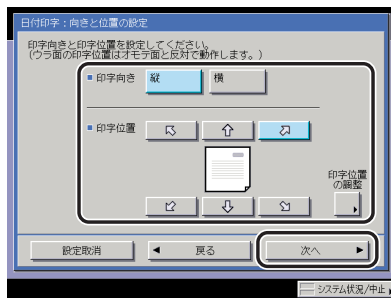 日付印字：向きと位置の設定
印字向きと印字位置を設定してください。
(ウラ面の印字位置はオモテ面と反対で動作します。)
■ 印字向き 縦 横
■ 印字位置
印字位置
の調整
設定取消 ◀ 戻る 次へ ▶
システム状況/中止